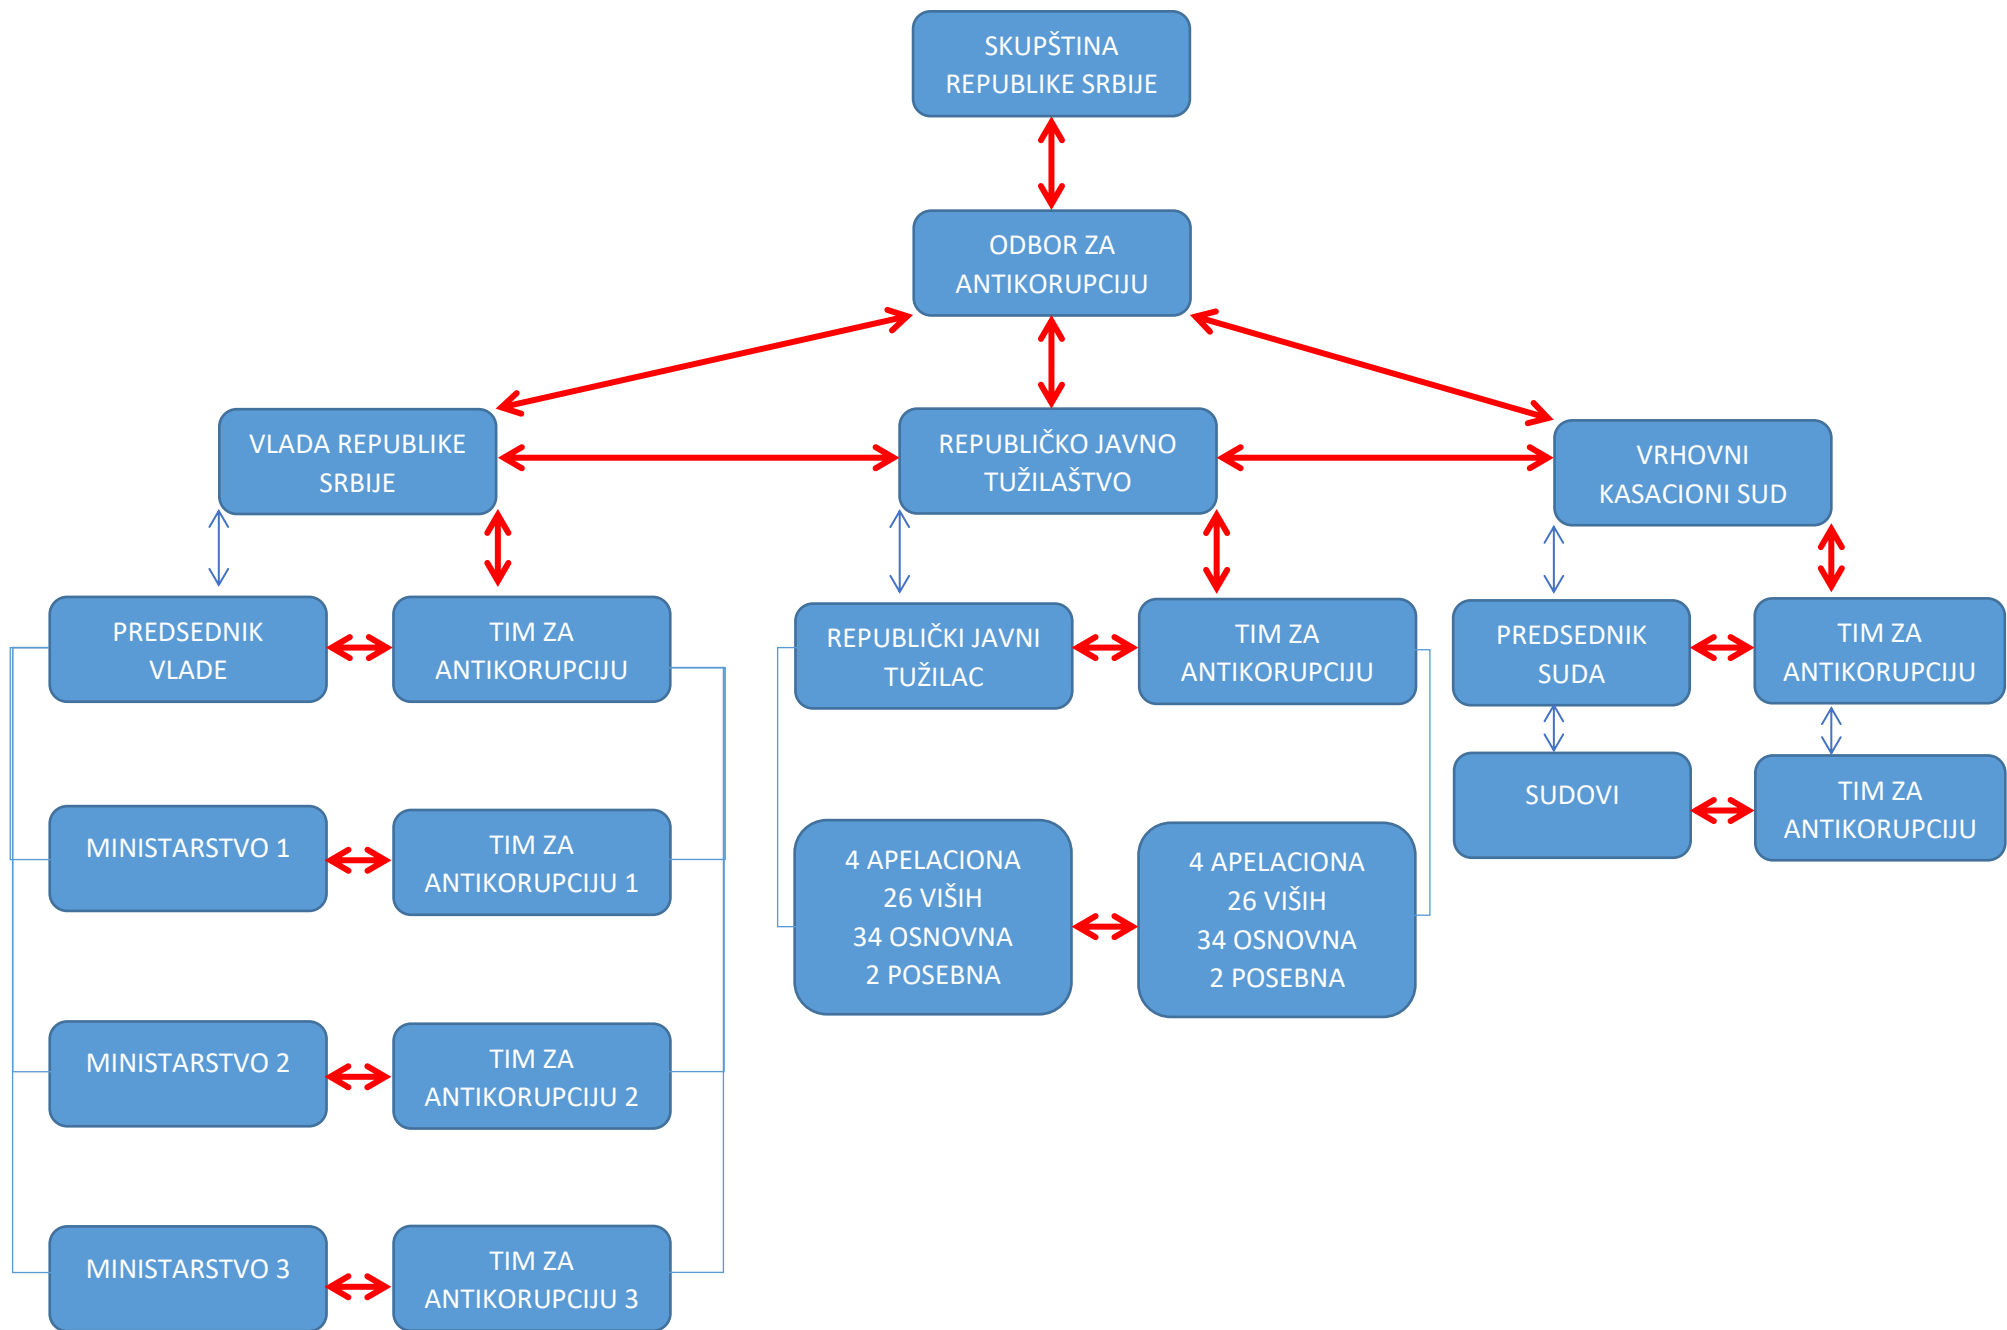 SKUPŠTINA
REPUBLIKE SRBIJE
ODBOR ZA
ANTIKORUPCIJU
VLADA REPUBLIKE
SRBIJE
REPUBLIČKO JAVNO
TUŽILAŠTVO
VRHOVNI
KASACIONI SUD
PREDSEDNIK
VLADE
TIM ZA
ANTIKORUPCIJU
REPUBLIČKI JAVNI
TUŽILAC
TIM ZA
ANTIKORUPCIJU
PREDSEDNIK
SUDA
TIM ZA
ANTIKORUPCIJU
MINISTARSTVO 1
TIM ZA
ANTIKORUPCIJU 1
4 APELACIONA
26 VIŠIH
34 OSNOVNA
2 POSEBNA
4 APELACIONA
26 VIŠIH
34 OSNOVNA
2 POSEBNA
SUDOVI
TIM ZA
ANTIKORUPCIJU
MINISTARSTVO 2
TIM ZA
ANTIKORUPCIJU 2
MINISTARSTVO 3
TIM ZA
ANTIKORUPCIJU 3